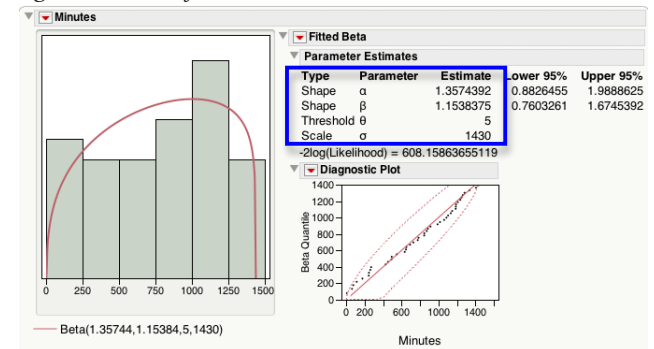 Minutes
0 250 500 750 1000 1250 1500
Beta(1.35744,1.15384,5,1430)
Fitted Beta
Parameter Estimates
Type Parameter Estimate Lower 95% Upper 95%
Shape α 1.3574392 0.8826455 1.9888625
Shape β 1.1538375 0.7603261 1.6745392
Threshold θ 5
Scale σ 1430
-2log(Likelihood) = 608.15863655119
Diagnostic Plot
Beta Quantile
1400
1200
1000
800
600
400
200
0
0 200 600 1000 1400
Minutes